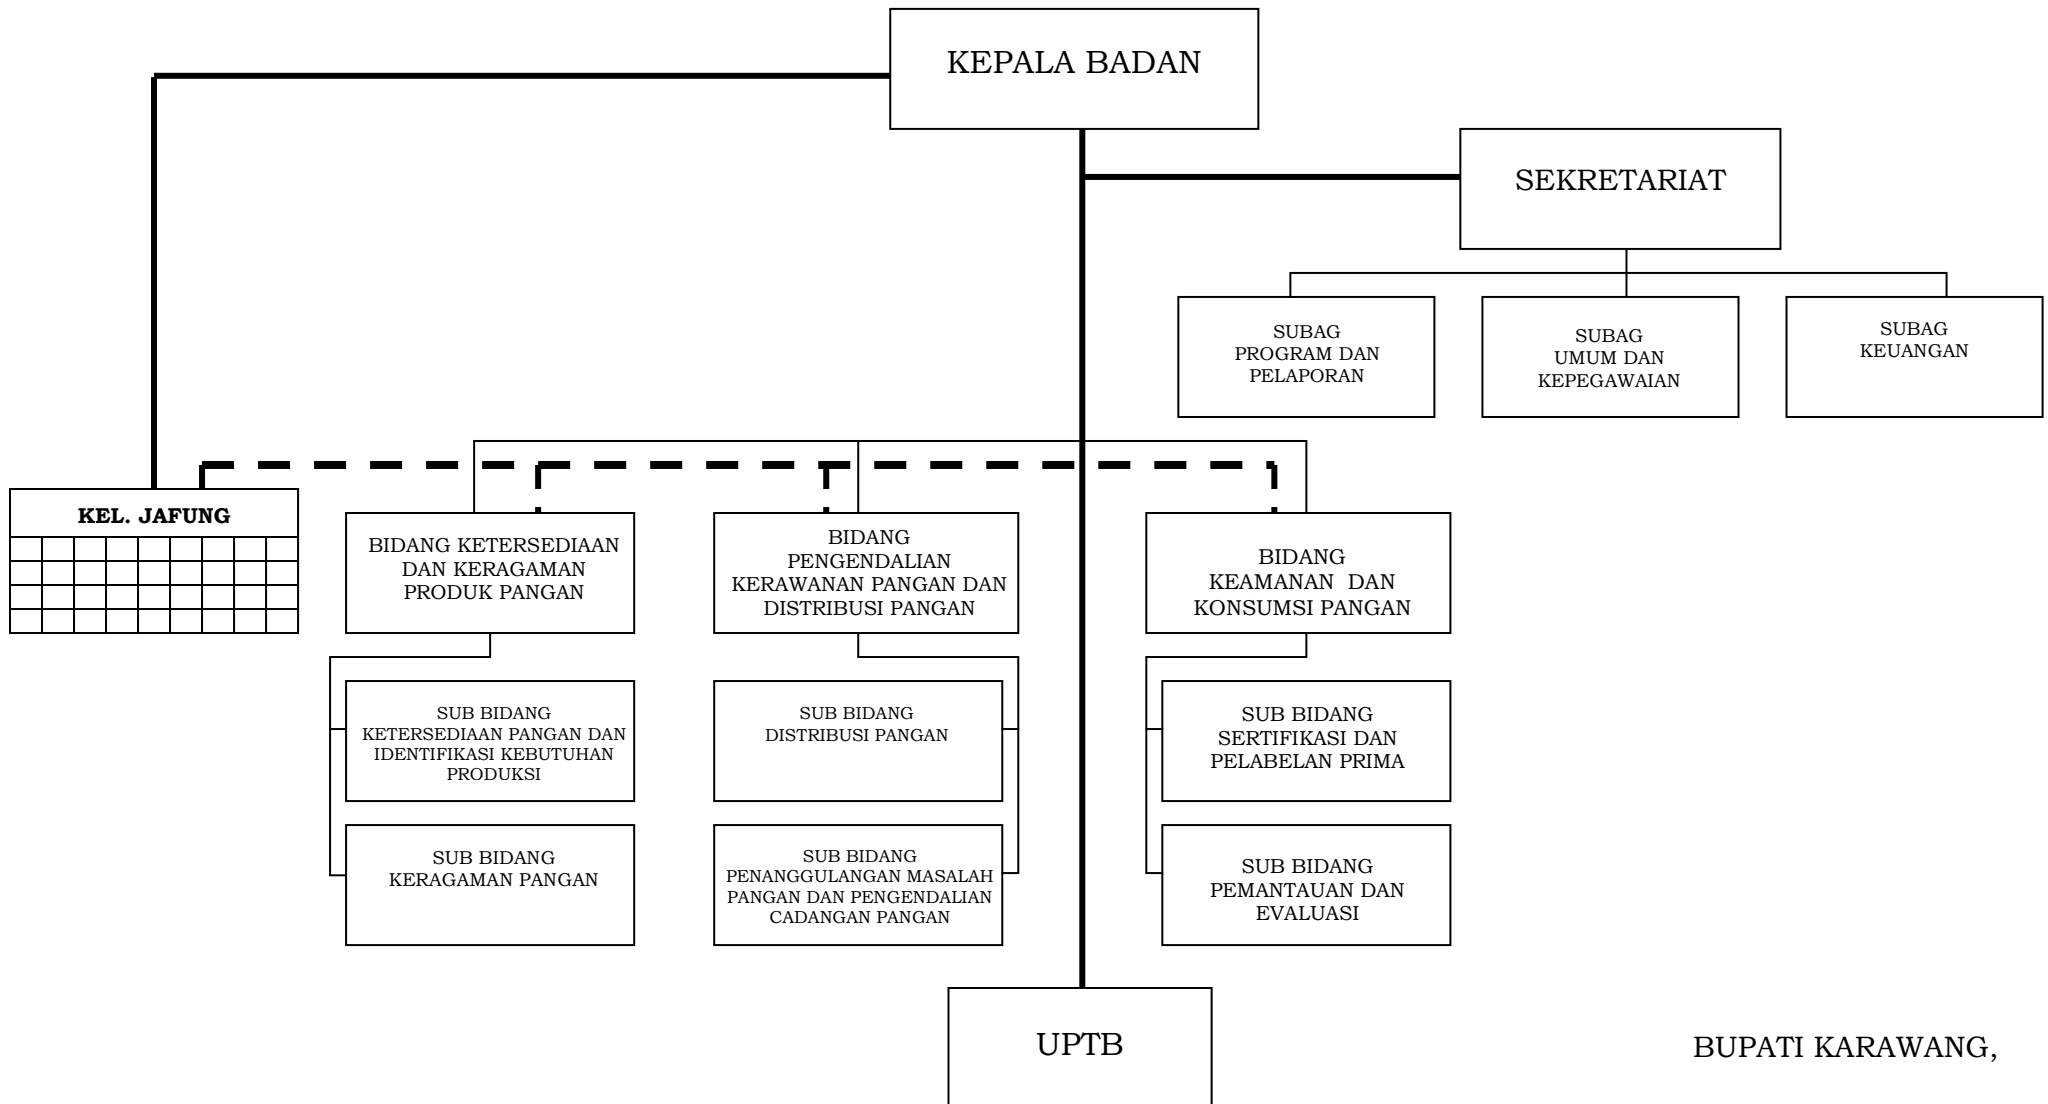 KEPALA BADAN
SEKRETARIAT
SUBAG
PROGRAM DAN
PELAPORAN
SUBAG
UMUM DAN
KEPEGAWAIAN
SUBAG
KEUANGAN
KEL. JAFUNG
BIDANG KETERSEDIAAN
DAN KERAGAMAN
PRODUK PANGAN
BIDANG
PENGENDALIAN
KERAWANAN PANGAN DAN
DISTRIBUSI PANGAN
BIDANG
KEAMANAN  DAN
KONSUMSI PANGAN
SUB BIDANG
KETERSEDIAAN PANGAN DAN
IDENTIFIKASI KEBUTUHAN
PRODUKSI
SUB BIDANG
DISTRIBUSI PANGAN
SUB BIDANG
SERTIFIKASI DAN
PELABELAN PRIMA
SUB BIDANG
KERAGAMAN PANGAN
SUB BIDANG
PENANGGULANGAN MASALAH
PANGAN DAN PENGENDALIAN
CADANGAN PANGAN
SUB BIDANG
PEMANTAUAN DAN
EVALUASI
UPTB
BUPATI KARAWANG,